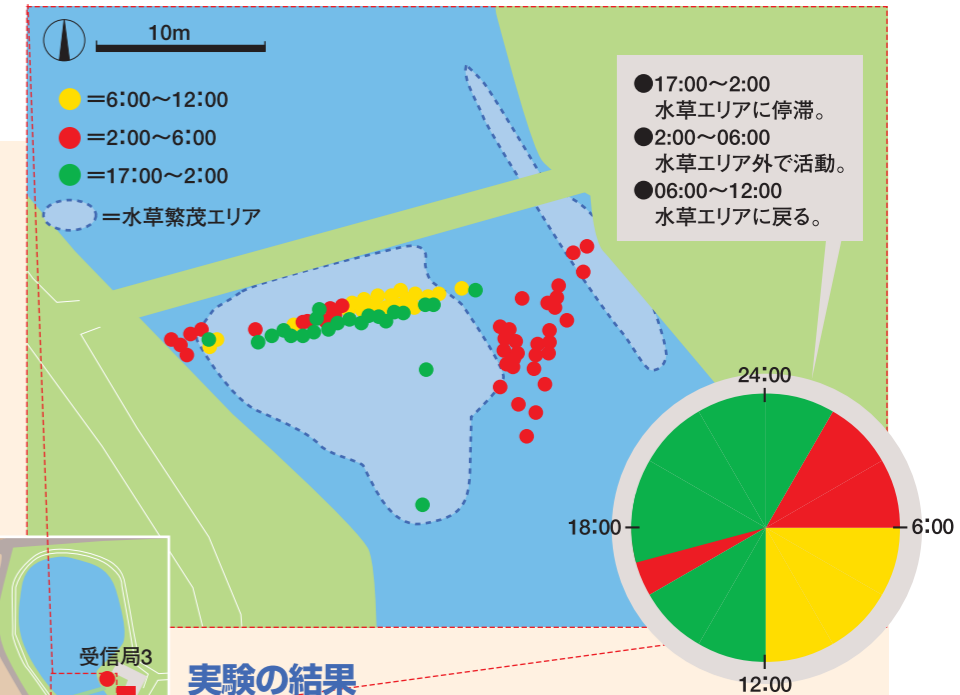 10m
=6:00〜12:00
=2:00〜6:00
=17:00〜2:00
=水草繁茂エリア
●17:00〜2:00
水草エリアに停滞。
●2:00〜06:00
水草エリア外で活動。
●06:00〜12:00
水草エリアに戻る。
24:00
18:00
6:00
12:00
受信局3
実験の結果